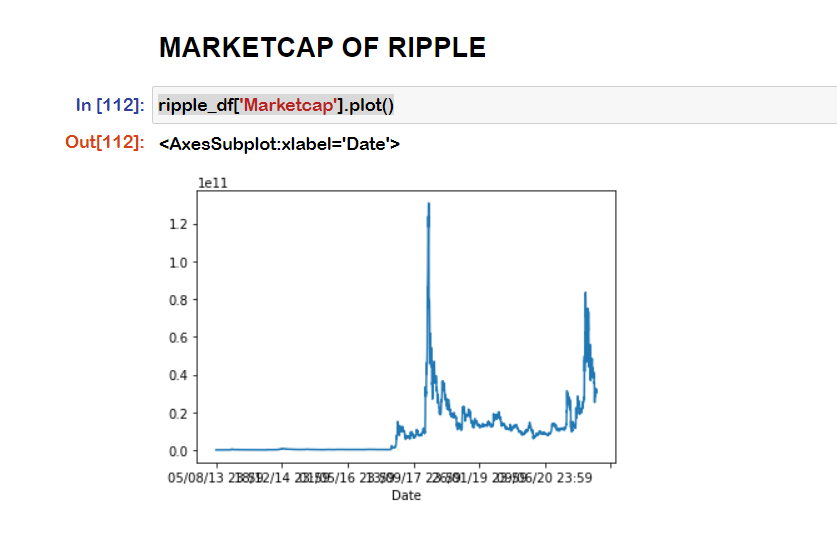 MARKETCAP OF RIPPLE
In [112]:
ripple_df['Marketcap'].plot()
Out[112]:
<AxesSubplot:xlabel='Date'>
1e11
1.2
1.0
0.8
0.6
0.4
0.2
0.0
05/08/13 23:59
Date